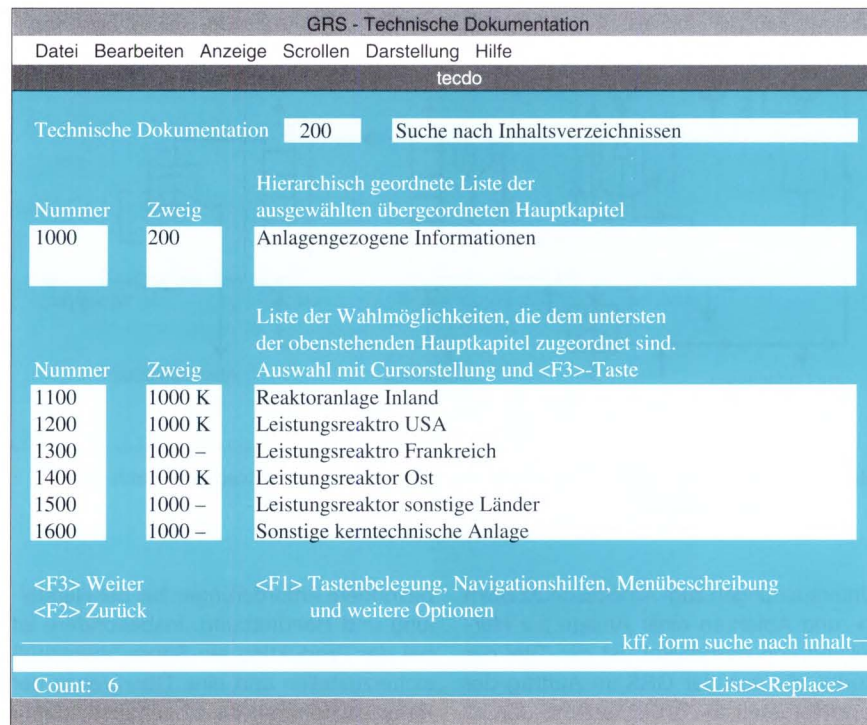 GRS - Technische Dokumentation
Datei Bearbeiten Anzeige Scrollen Darstellung Hilfe
tecdo
Technische Dokumentation 200 Suche nach Inhaltsverzeichnissen
Hierarchisch geordnete Liste der
Nummer Zweig ausgewählten übergeordneten Hauptkapitel
1000 200 Anlagengezogene Informationen
Liste der Wahlmöglichkeiten, die dem untersten
der obenstehenden Hauptkapitel zugeordnet sind.
Nummer Zweig Auswahl mit Cursorstellung und <F3>-Taste
1100 1000 K Reaktoranlage Inland
1200 1000 K Leistungsreaktro USA
1300 1000 – Leistungsreaktro Frankreich
1400 1000 K Leistungsreaktor Ost
1500 1000 – Leistungsreaktor sonstige Länder
1600 1000 – Sonstige kerntechnische Anlage
<F3> Weiter <F1> Tastenbelegung, Navigationshilfen, Menübeschreibung
<F2> Zurück und weitere Optionen
kff. form suche nach inhalt
Count: 6 <List><Replace>